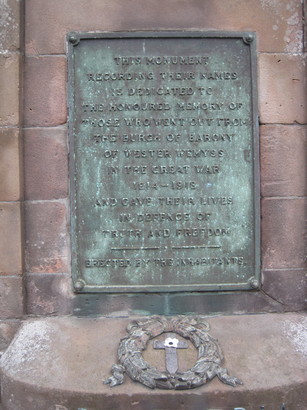 THIS MONUMENT
RECORDING THEIR NAMES
IS DEDICATED TO
THE HONOURED MEMORY OF
THOSE WHO WENT OUT FROM
THE BURGH OF BARONY
OF WESTER WEMYSS
IN THE GREAT WAR
1914-1918.
AND GAVE THEIR LIVES
IN DEFENCE OF
TRUTH AND FREEDOM
ERECTED BY THE INHABITANTS.